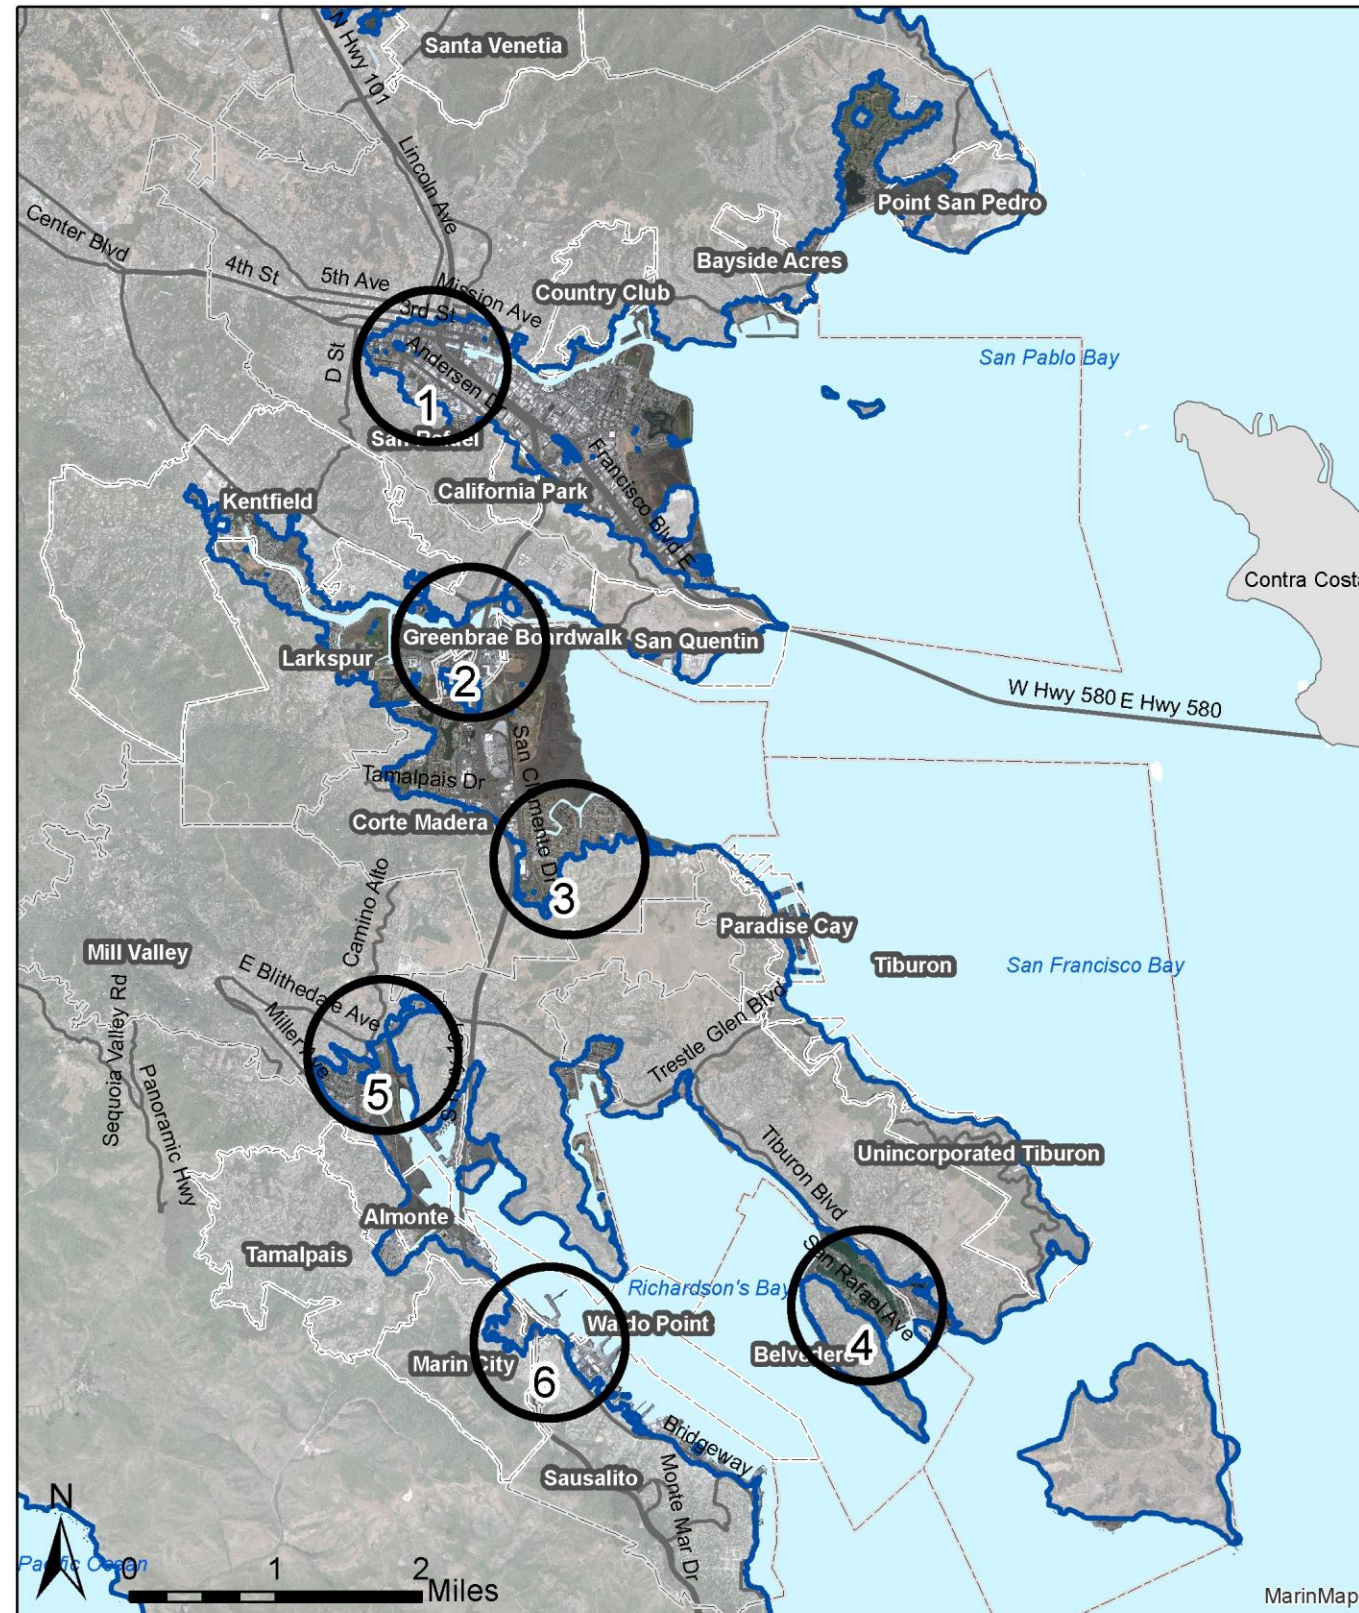 Santa Venetia
N Hwy 101
Lincoln Ave
Point San Pedro
Center Blvd
4th St
5th Ave
Mission Ave
Bayside Acres
Country Club
3rd St
San Pablo Bay
D St
Andersen Dr
1
San Rafael
Francisco Blvd E
California Park
Kentfield
Contra Costa
Greenbrae Boardwalk
San Quentin
Larkspur
2
W Hwy 580 E Hwy 580
San Clemente Dr
Tamalpais Dr
Corte Madera
3
Camino Alto
Paradise Cay
Mill Valley
Tiburon
San Francisco Bay
E Blithedale Ave
Miller Ave
Sequoia Valley Rd
Panoramic Hwy
Trestle Glen Blvd
5
Tiburon Blvd
Unincorporated Tiburon
Almonte
Tamalpais
San Rafael Ave
Richardson's Bay
Waldo Point
4
Belvedere
Marin City
6
Bridgeway
Sausalito
Monte Mar Dr
N
Pacific Ocean
0 1 2
Miles
MarinMap